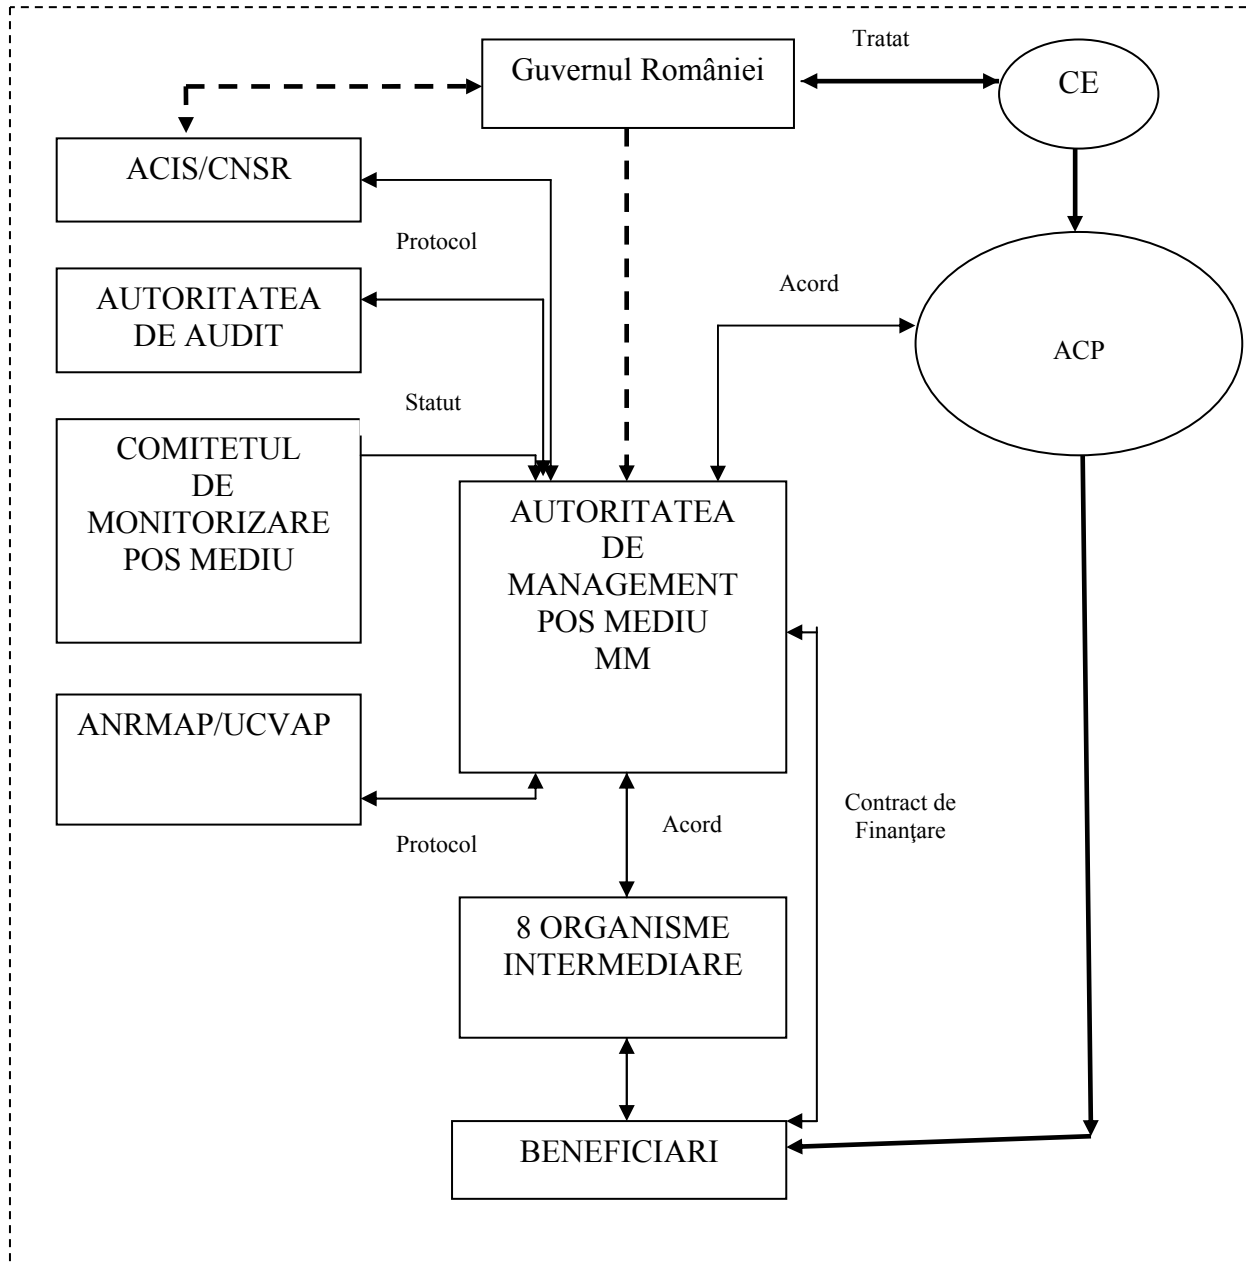 Tratat
Guvernul României
CE
ACIS/CNSR
Protocol
AUTORITATEA
DE AUDIT
Acord
ACP
Statut
COMITETUL
DE
MONITORIZARE
POS MEDIU
AUTORITATEA
DE
MANAGEMENT
POS MEDIU
MM
ANRMAP/UCVAP
Protocol
Acord
Contract de
Finanţare
8 ORGANISME
INTERMEDIARE
BENEFICIARI